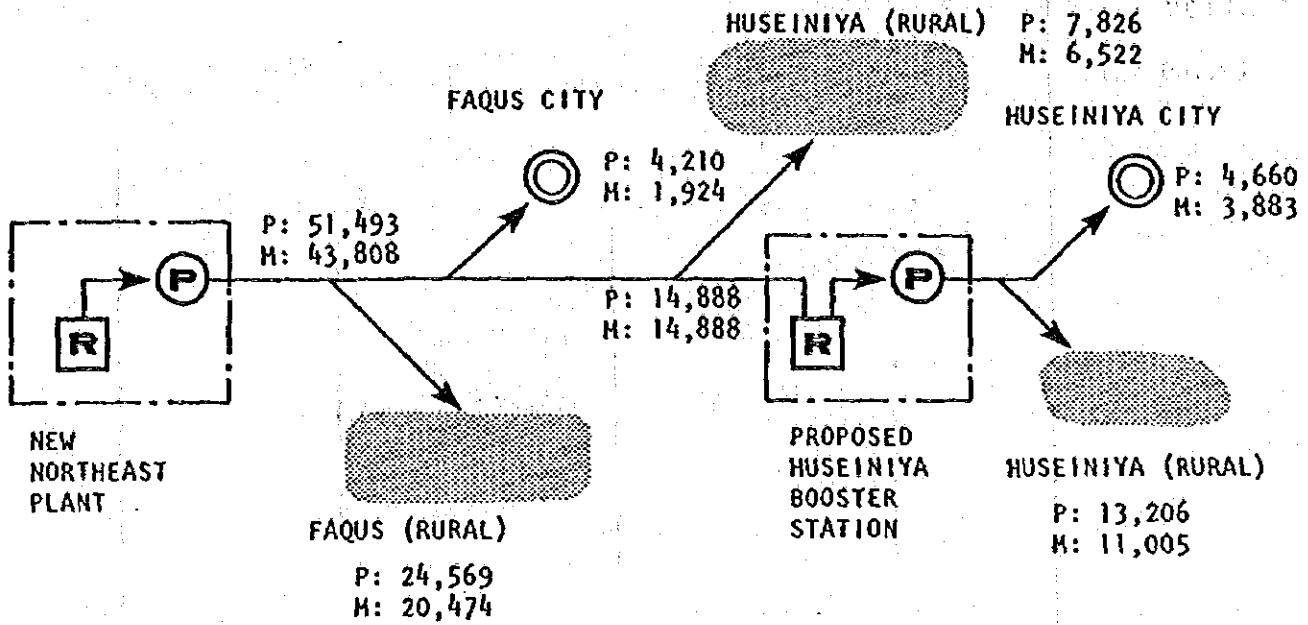 HUSEINIYA (RURAL) P: 7,826
M: 6,522
FAQUS CITY
P: 4,210
M: 1,924
HUSEINIYA CITY
P: 4,660
M: 3,883
P: 51,493
M: 43,808
P
R
P: 14,888
M: 14,888
P
R
NEW
NORTHEAST
PLANT
PROPOSED
HUSEINIYA
BOOSTER
STATION
HUSEINIYA (RURAL)
P: 13,206
M: 11,005
FAQUS (RURAL)
P: 24,569
M: 20,474